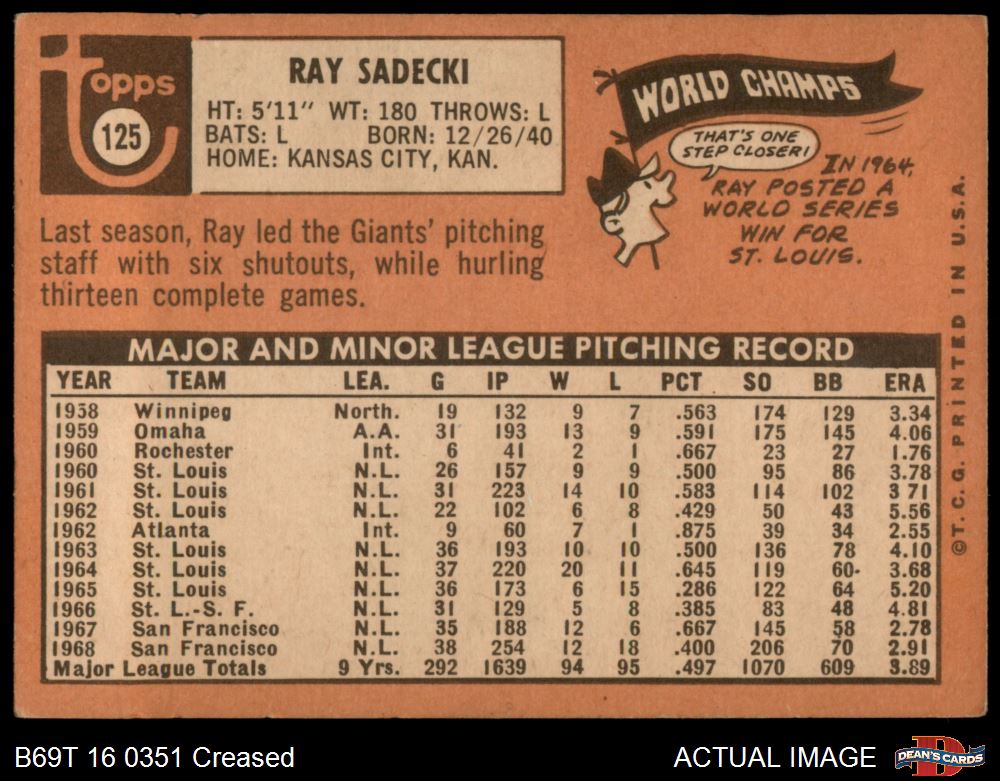 topps
125
RAY SADECKI
HT: 5'11" WT: 180 THROWS: L
BATS: L BORN: 12/26/40
HOME: KANSAS CITY, KAN.
WORLD CHAMPS
THAT'S ONE
STEP CLOSER!
IN 1964,
RAY POSTED A
WORLD SERIES
WIN FOR
ST. LOUIS.
Last season, Ray led the Giants' pitching
staff with six shutouts, while hurling
thirteen complete games.
MAJOR AND MINOR LEAGUE PITCHING RECORD
YEAR TEAM LEA. G IP W L PCT SO BB ERA
1958 Winnipeg North. 19 132 9 7 .563 174 129 3.34
1959 Omaha A.A. 31 193 13 9 .591 175 145 4.06
1960 Rochester Int. 6 41 2 1 .667 23 27 1.76
1960 St. Louis N.L. 26 157 9 9 .500 95 86 3.78
1961 St. Louis N.L. 31 223 14 10 .583 114 102 3 71
1962 St. Louis N.L. 22 102 6 8 .429 50 43 5.56
1962 Atlanta Int. 9 60 7 1 .875 39 34 2.55
1963 St. Louis N.L. 36 193 10 10 .500 136 78 4.10
1964 St. Louis N.L. 37 220 20 11 .645 119 60 3.68
1965 St. Louis N.L. 36 173 6 15 .286 122 64 5.20
1966 St. L.-S. F. N.L. 31 129 5 8 .385 83 48 4.81
1967 San Francisco N.L. 35 188 12 6 .667 145 58 2.78
1968 San Francisco N.L. 38 254 12 18 .400 206 70 2.91
Major League Totals 9 Yrs. 292 1639 94 95 .497 1070 609 3.89
©T.C.G. PRINTED IN U.S.A.
B69T 16 0351 Creased
ACTUAL IMAGE
DEAN'S CARDS